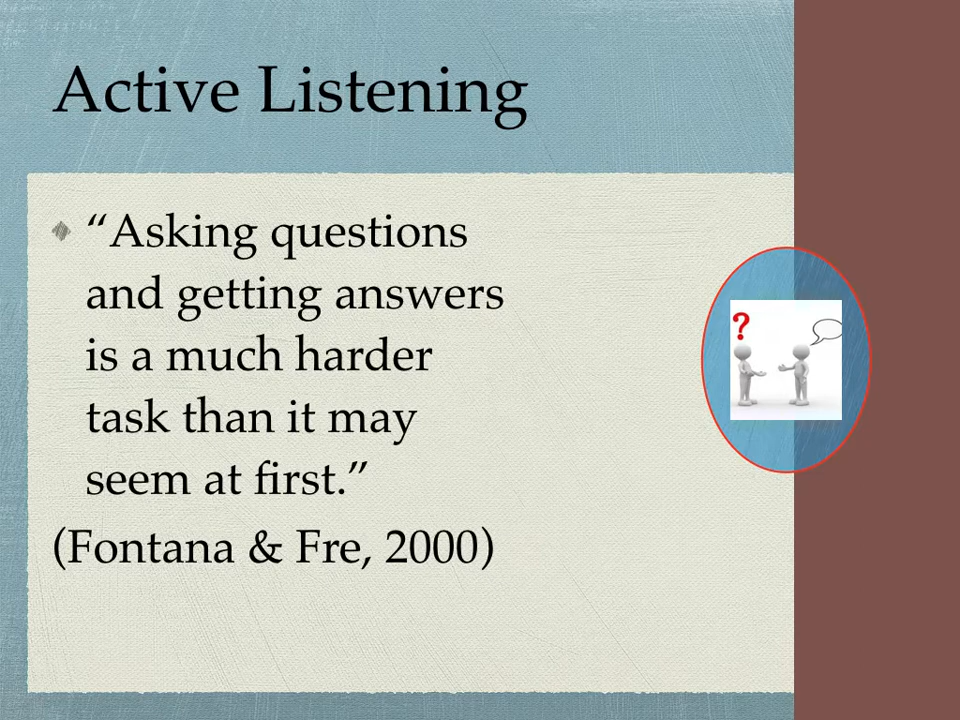 Active Listening
“Asking questions
and getting answers
is a much harder
task than it may
seem at first.”
(Fontana & Fre, 2000)
?